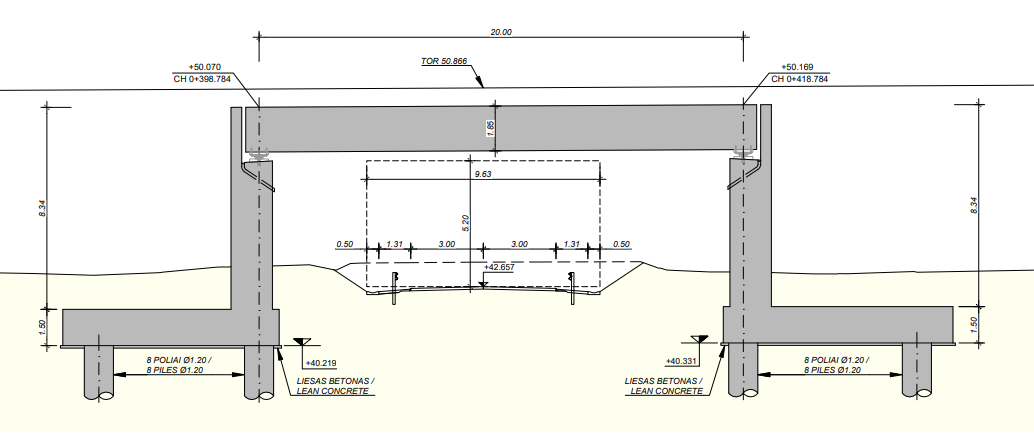 20.00
TOR 50.866
+50.070
CH 0+398.784
+50.169
CH 0+418.784
1.85
9.63
8.34
5.20
8.34
0.50
1.31
3.00
3.00
1.31
0.50
+42.657
1.50
1.50
+40.219
+40.331
8 POLIAI Ø1.20 /
8 PILES Ø1.20
8 POLIAI Ø1.20 /
8 PILES Ø1.20
LIESAS BETONAS /
LEAN CONCRETE
LIESAS BETONAS /
LEAN CONCRETE